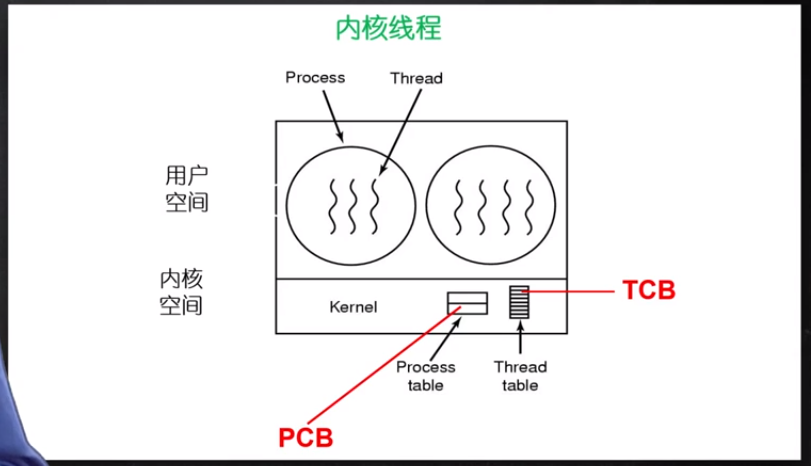 内核线程
Process
Thread
用户
空间
内核
空间
Kernel
TCB
Process
table
Thread
table
PCB